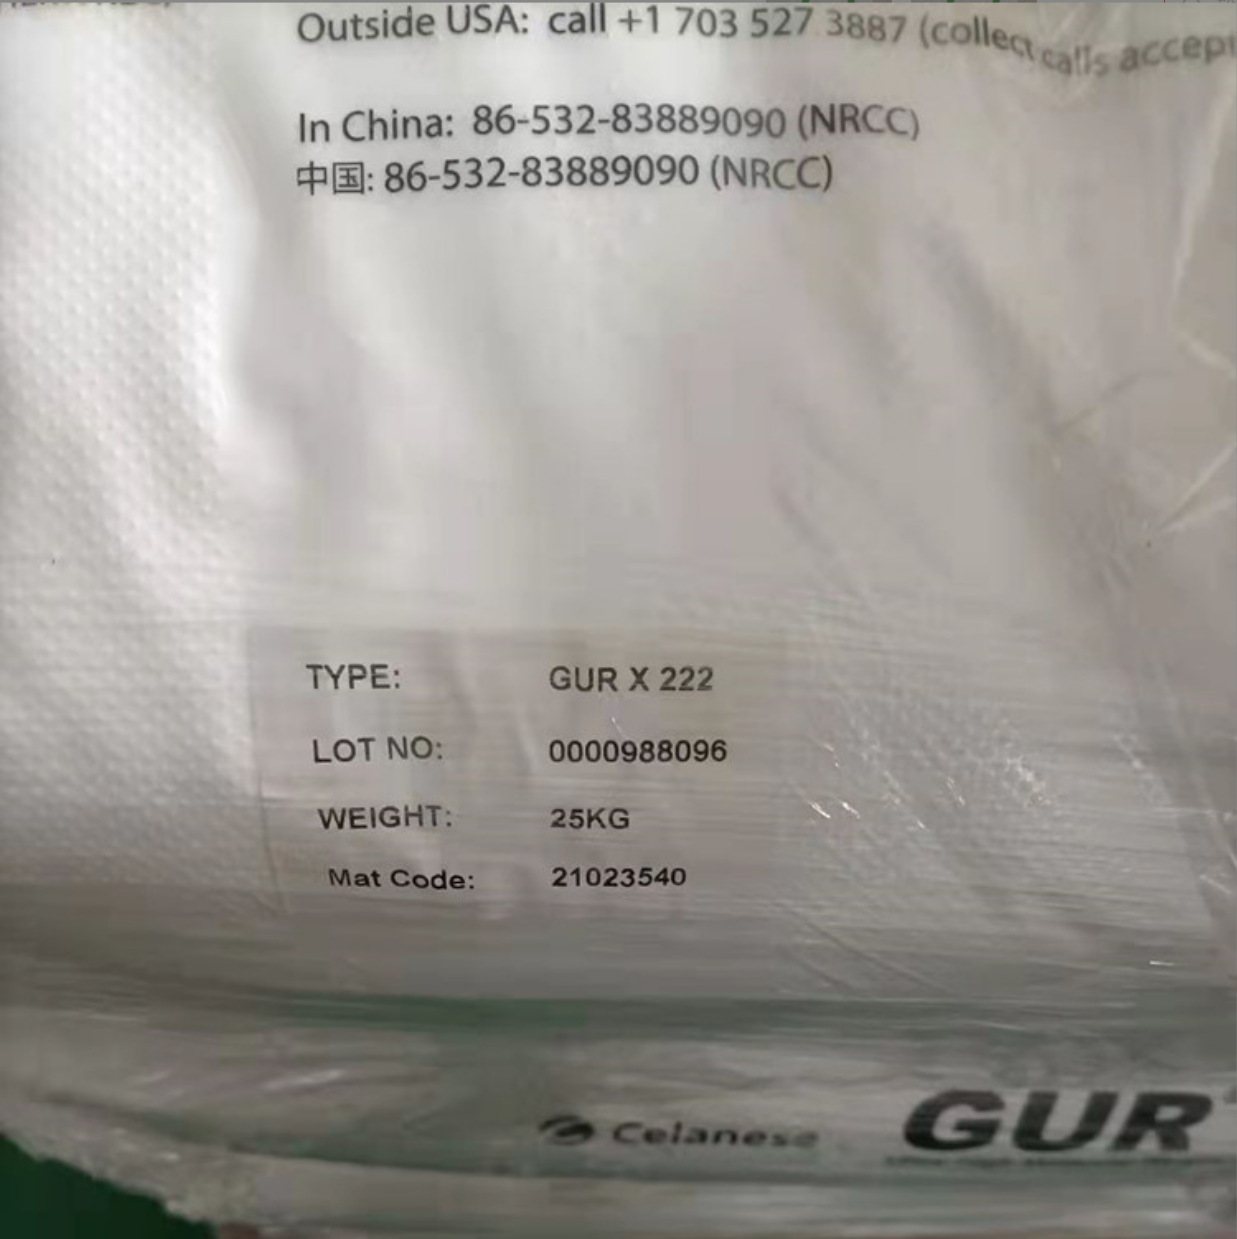 Outside USA: call +1 703 527 3887 (collect calls accept
In China: 86-532-83889090 (NRCC)
中国: 86-532-83889090 (NRCC)
TYPE: GUR X 222
LOT NO: 0000988096
WEIGHT: 25KG
Mat Code: 21023540
Celanese GUR